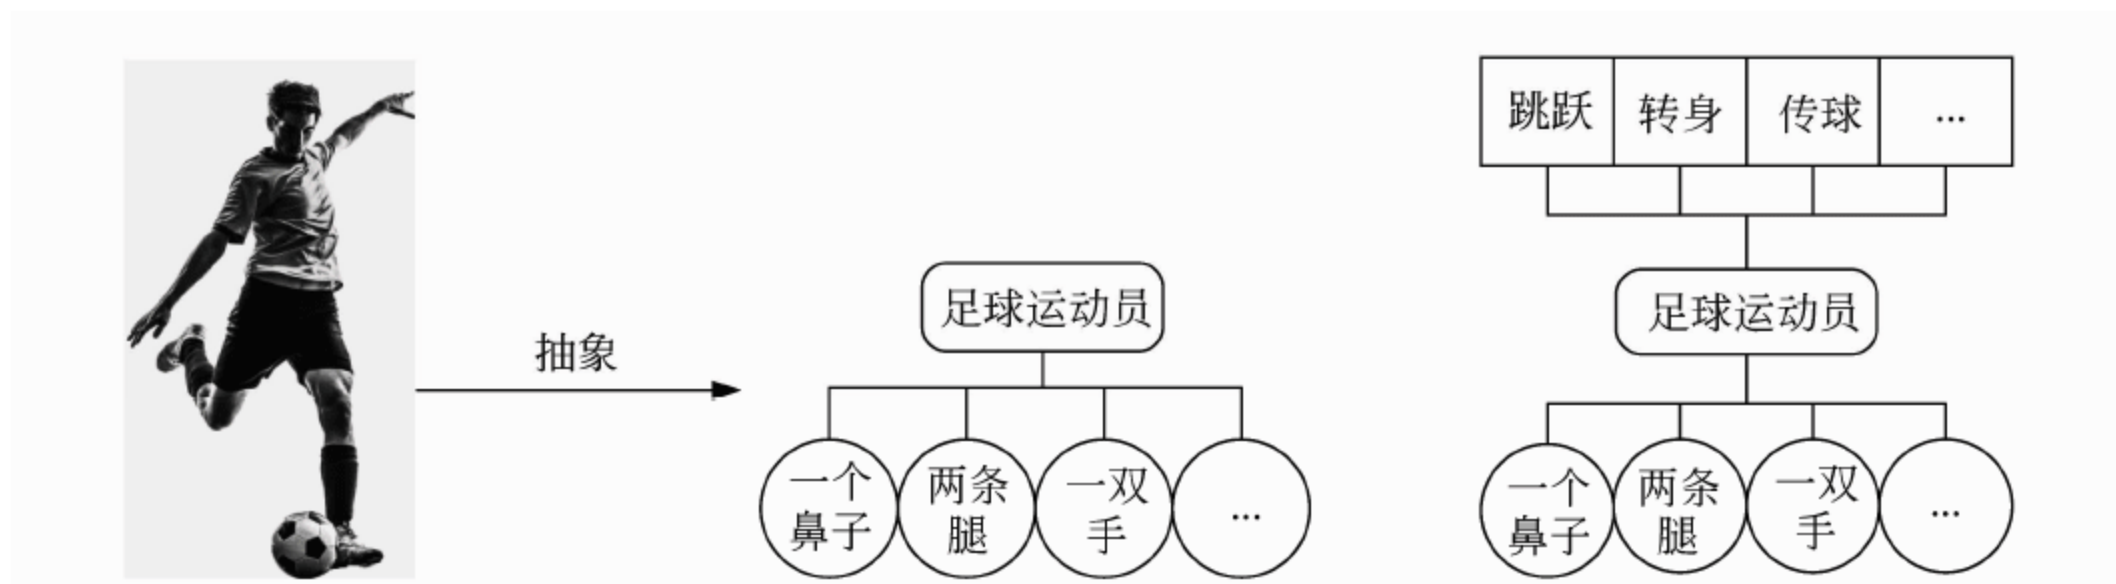 抽象
足球运动员
一个
鼻子
两条
腿
一双
手
...
跳跃
转身
传球
...
足球运动员
一个
鼻子
两条
腿
一双
手
...